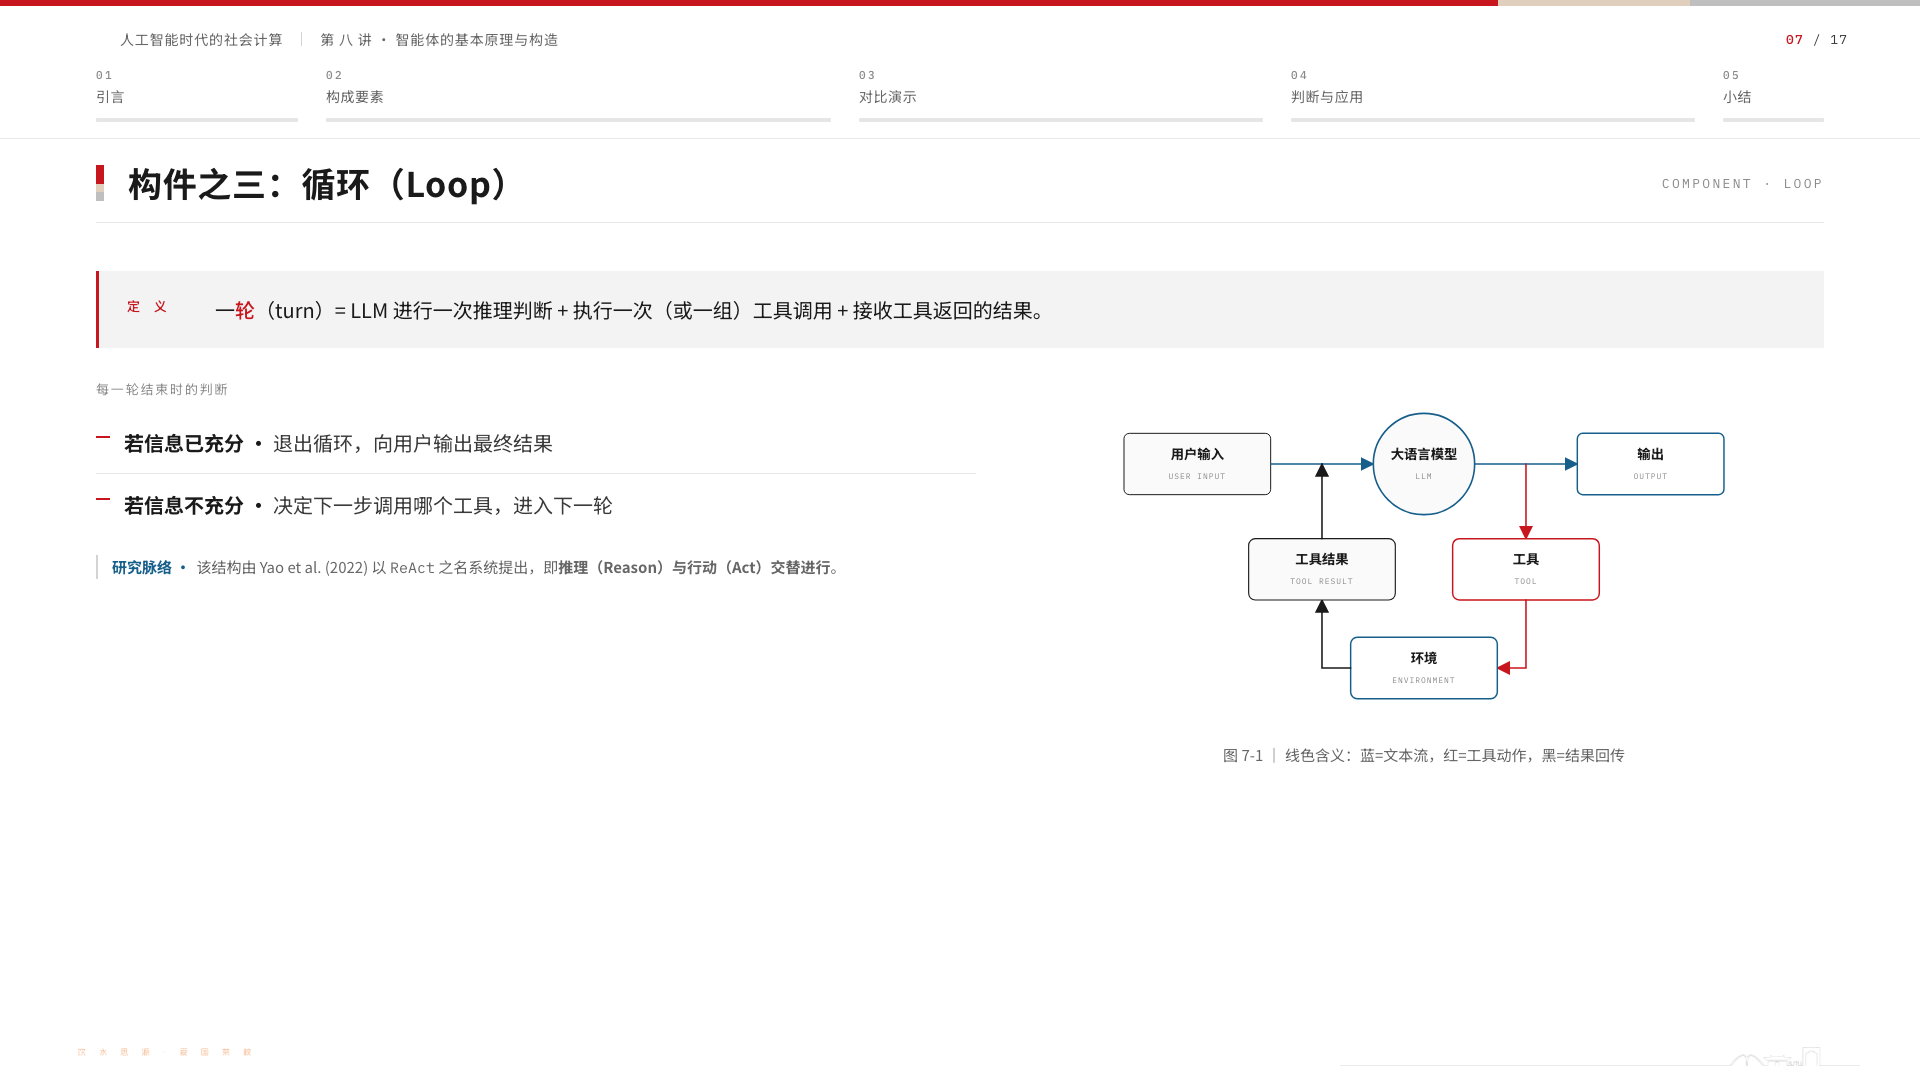 人工智能时代的社会计算 第 八 讲 · 智能体的基本原理与构造
07 / 17
01
引言
02
构成要素
03
对比演示
04
判断与应用
05
小结
构件之三：循环（Loop）
COMPONENT · LOOP
定 义
一轮（turn）= LLM 进行一次推理判断 + 执行一次（或一组）工具调用 + 接收工具返回的结果。
每一轮结束时的判断
若信息已充分 · 退出循环，向用户输出最终结果
若信息不充分 · 决定下一步调用哪个工具，进入下一轮
研究脉络 · 该结构由 Yao et al. (2022) 以 ReAct 之名系统提出，即推理（Reason）与行动（Act）交替进行。
用户输入
USER INPUT
大语言模型
LLM
输出
OUTPUT
工具结果
TOOL RESULT
工具
TOOL
环境
ENVIRONMENT
图 7-1 ｜ 线色含义：蓝=文本流，红=工具动作，黑=结果回传
饮 水 思 源 · 爱 国 荣 校